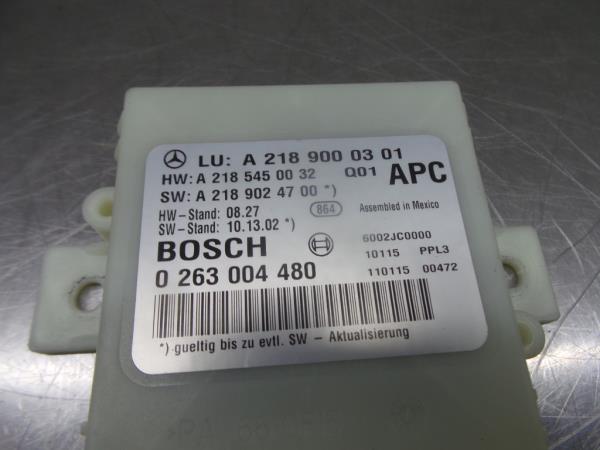 LU: A 218 900 03 01
HW: A 218 545 00 32 Q01 APC
SW: A 218 902 47 00 *)
HW-Stand: 08.27 864 Assembled in Mexico
SW-Stand: 10.13.02 *)
BOSCH 6002JC0000
0 263 004 480 10115 PPL3
110115 00472
*) gueltig bis zu evtl. SW - Aktualisierung